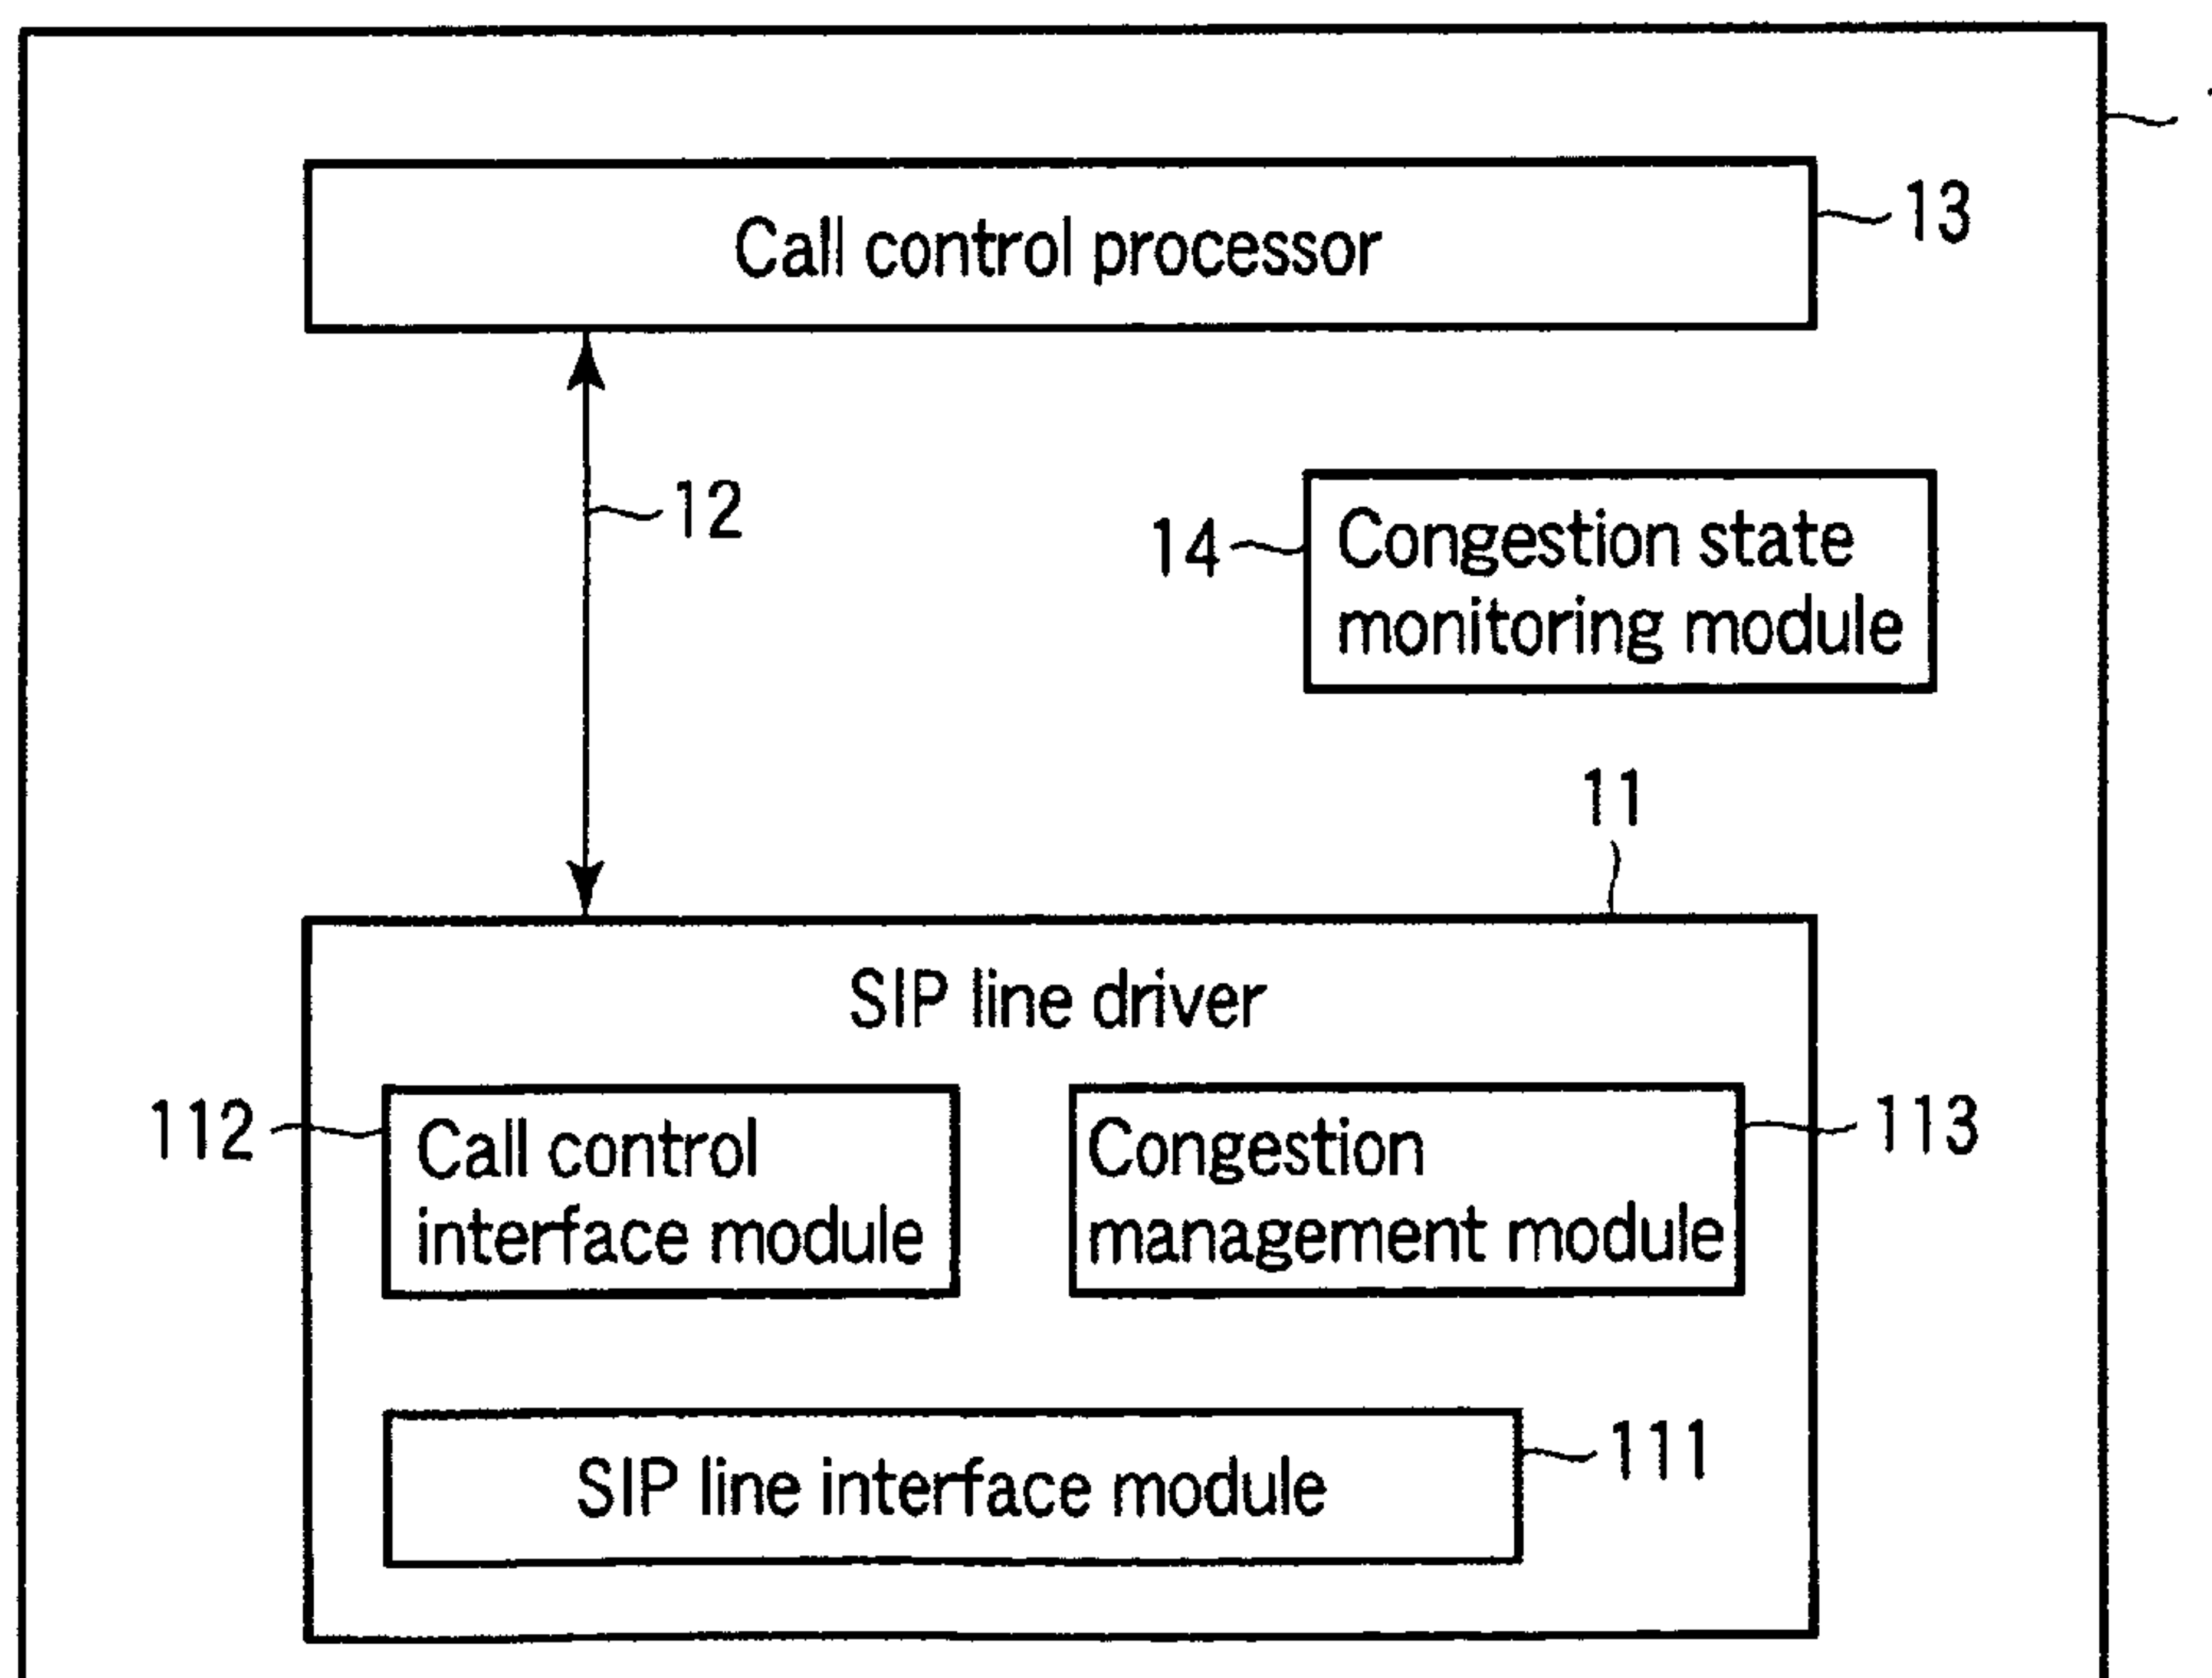 Call control processor
13
12
14
Congestion state
monitoring module
11
SIP line driver
112
Call control
interface module
Congestion
management module
113
SIP line interface module
111